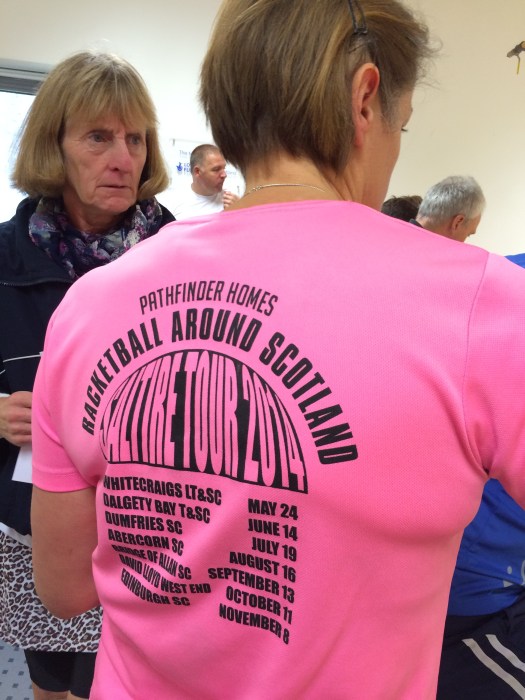 PATHFINDER HOMES
RACKETBALL AROUND SCOTLAND
SALTIRE TOUR 2014
WHITECRAIGS LT&SC MAY 24
DALGETY BAY T&SC JUNE 14
DUMFRIES SC JULY 19
ABERCORN SC AUGUST 16
BRIDGE OF ALLAN SC SEPTEMBER 13
DAVID LLOYD WEST END OCTOBER 11
EDINBURGH SC NOVEMBER 8